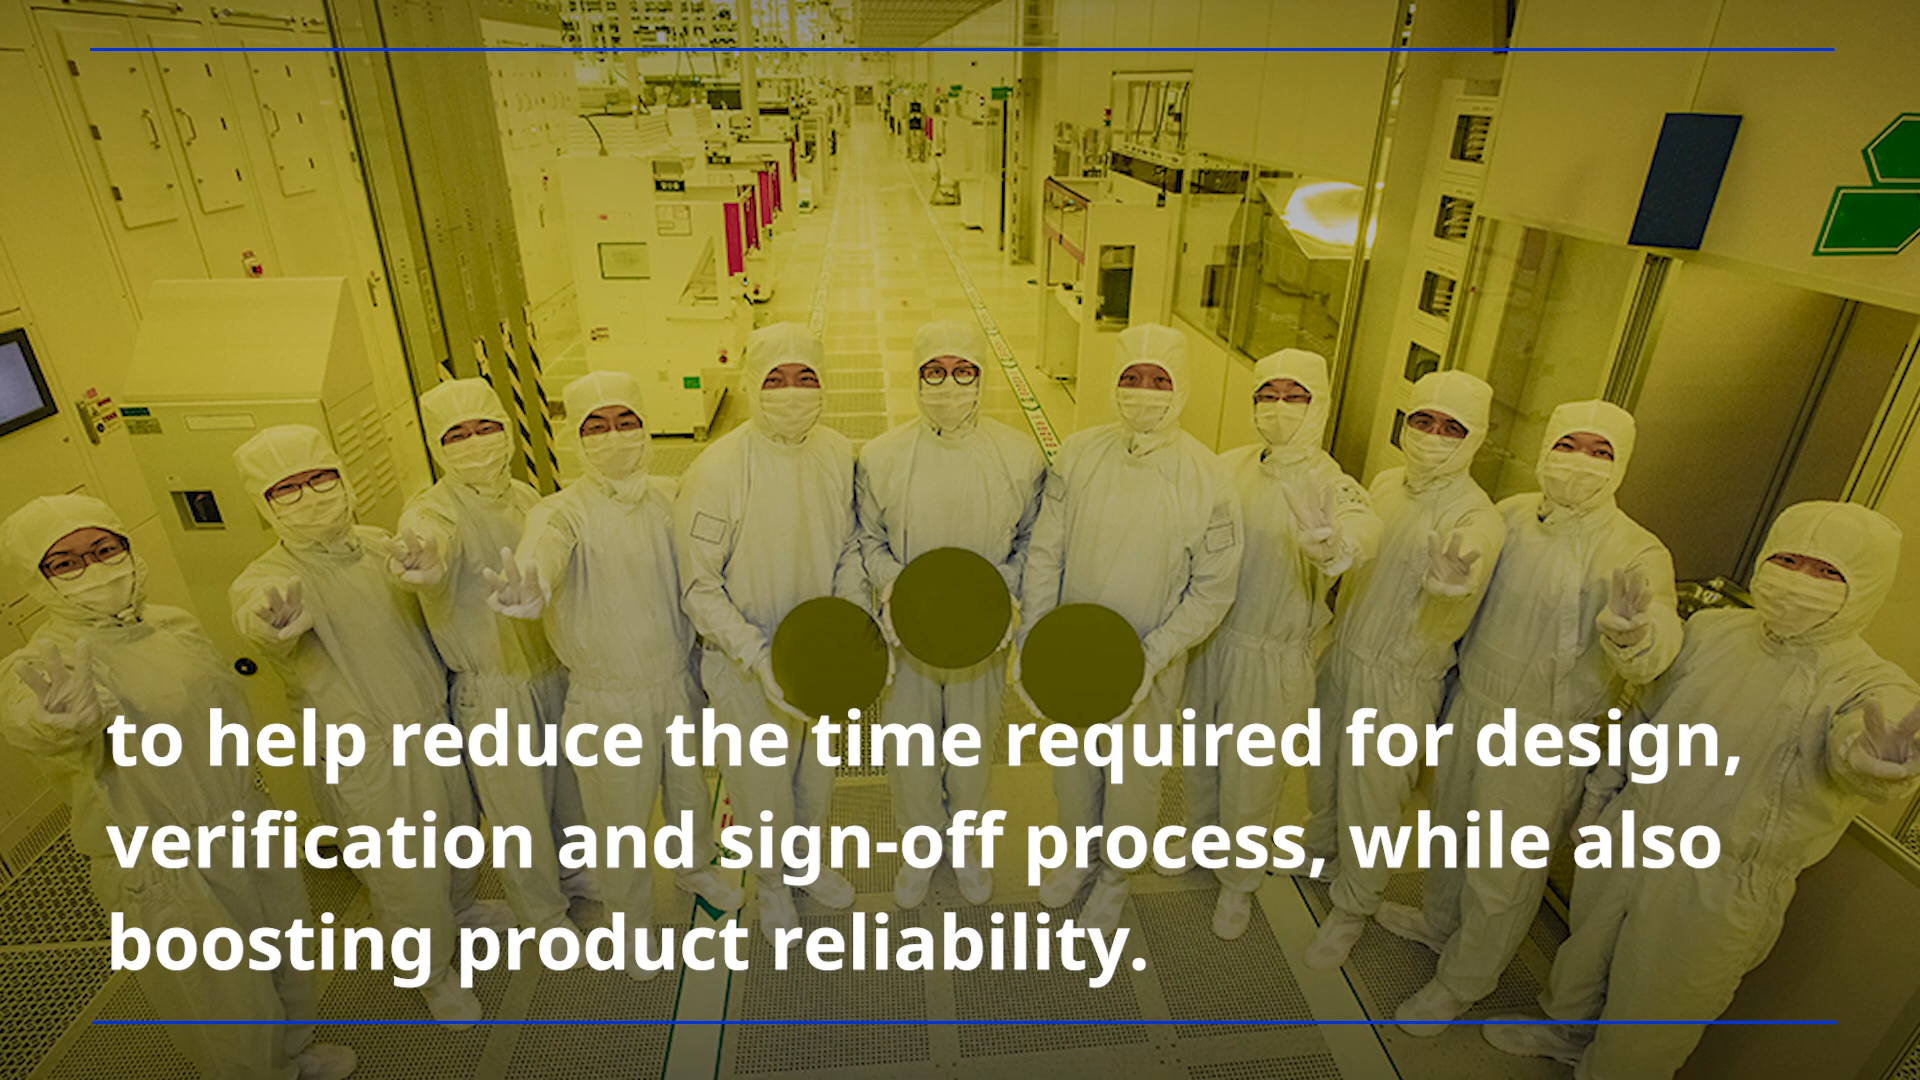 to help reduce the time required for design,
verification and sign-off process, while also
boosting product reliability.